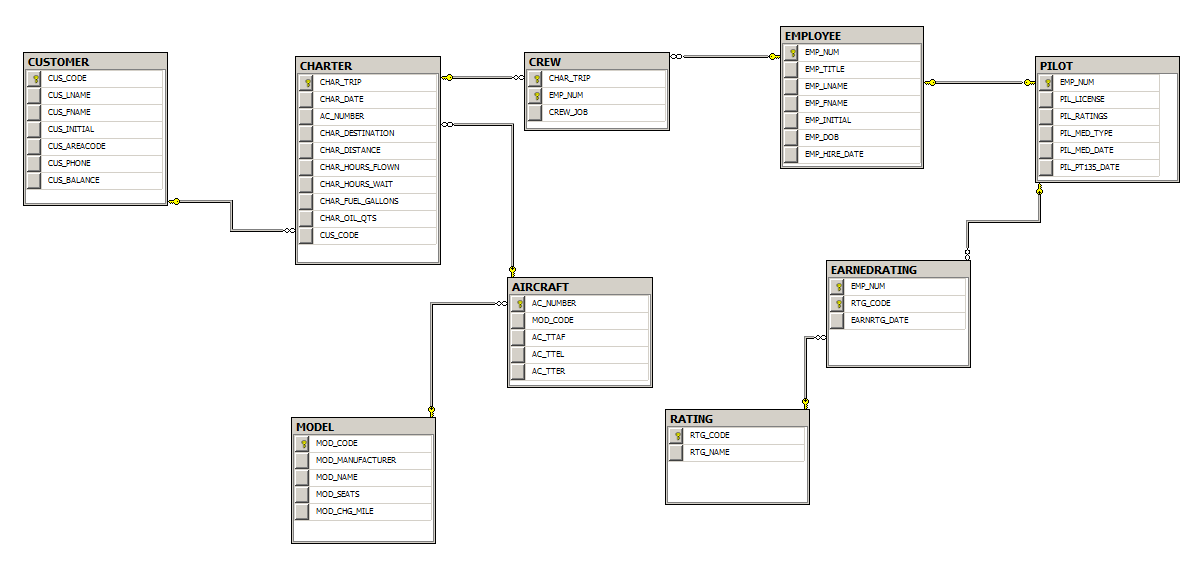 CUSTOMER
CUS_CODE
CUS_LNAME
CUS_FNAME
CUS_INITIAL
CUS_AREACODE
CUS_PHONE
CUS_BALANCE
CHARTER
CHAR_TRIP
CHAR_DATE
AC_NUMBER
CHAR_DESTINATION
CHAR_DISTANCE
CHAR_HOURS_FLOWN
CHAR_HOURS_WAIT
CHAR_FUEL_GALLONS
CHAR_OIL_QTS
CUS_CODE
CREW
CHAR_TRIP
EMP_NUM
CREW_JOB
EMPLOYEE
EMP_NUM
EMP_TITLE
EMP_LNAME
EMP_FNAME
EMP_INITIAL
EMP_DOB
EMP_HIRE_DATE
PILOT
EMP_NUM
PIL_LICENSE
PIL_RATINGS
PIL_MED_TYPE
PIL_MED_DATE
PIL_PT135_DATE
AIRCRAFT
AC_NUMBER
MOD_CODE
AC_TTAF
AC_TTEL
AC_TTER
EARNEDRATING
EMP_NUM
RTG_CODE
EARNRTG_DATE
MODEL
MOD_CODE
MOD_MANUFACTURER
MOD_NAME
MOD_SEATS
MOD_CHG_MILE
RATING
RTG_CODE
RTG_NAME